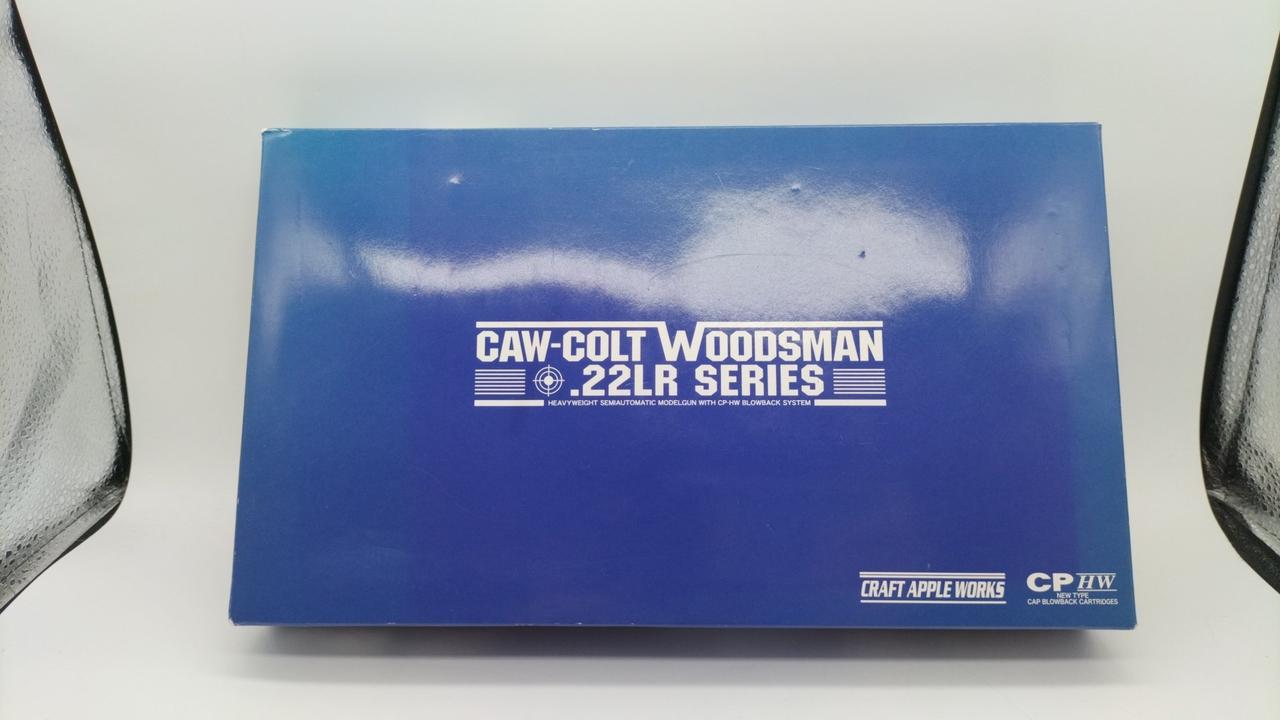 CAW-COLT WOODSMAN
.22LR SERIES
HEAVYWEIGHT SEMIAUTOMATIC MODELGUN WITH CP-HW BLOWBACK SYSTEM
CRAFT APPLE WORKS
CP HW
NEW TYPE
CAP BLOWBACK CARTRIDGES